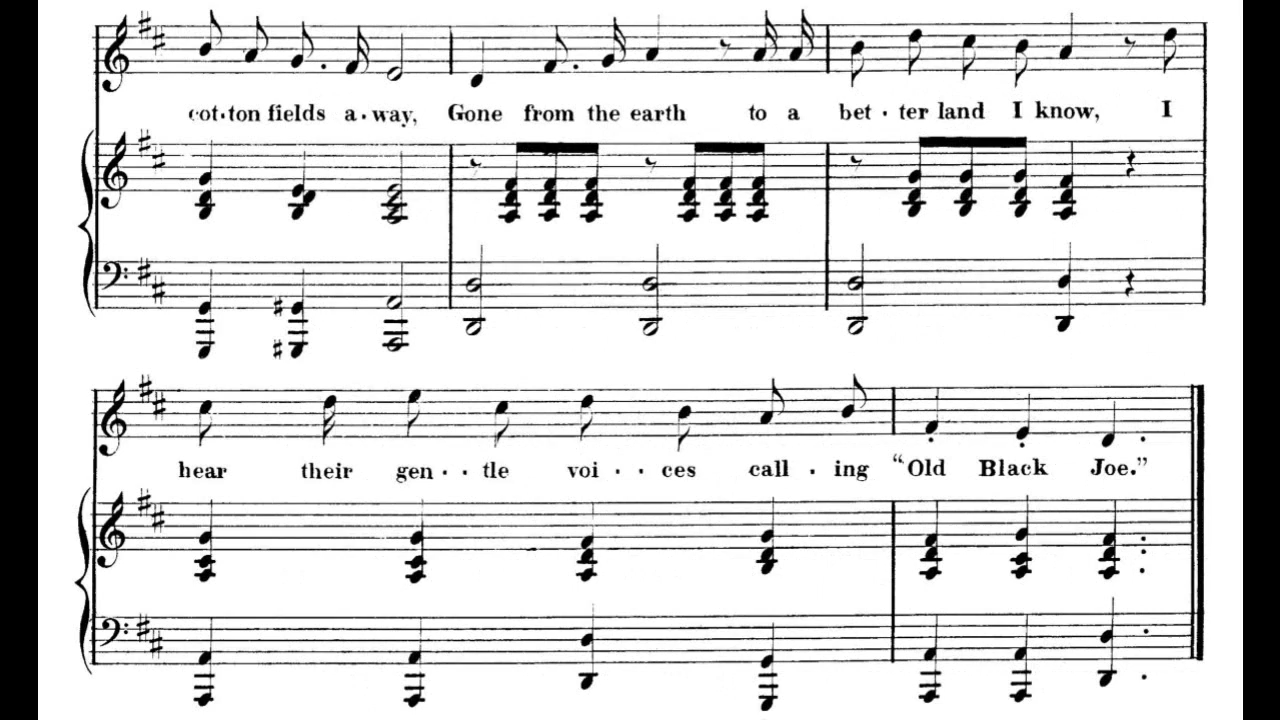 cot·ton fields a·way, Gone from the earth to a bet·ter land I know, I
hear their gen··tle voi··ces call·ing “Old Black Joe.”